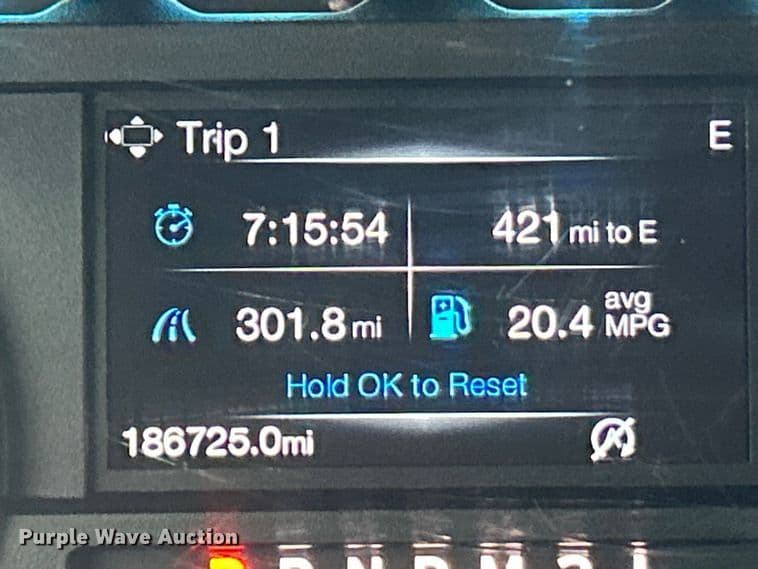 Trip 1 E
7:15:54 421 mi to E
301.8 mi 20.4 avg MPG
Hold OK to Reset
186725.0mi
Purple Wave Auction